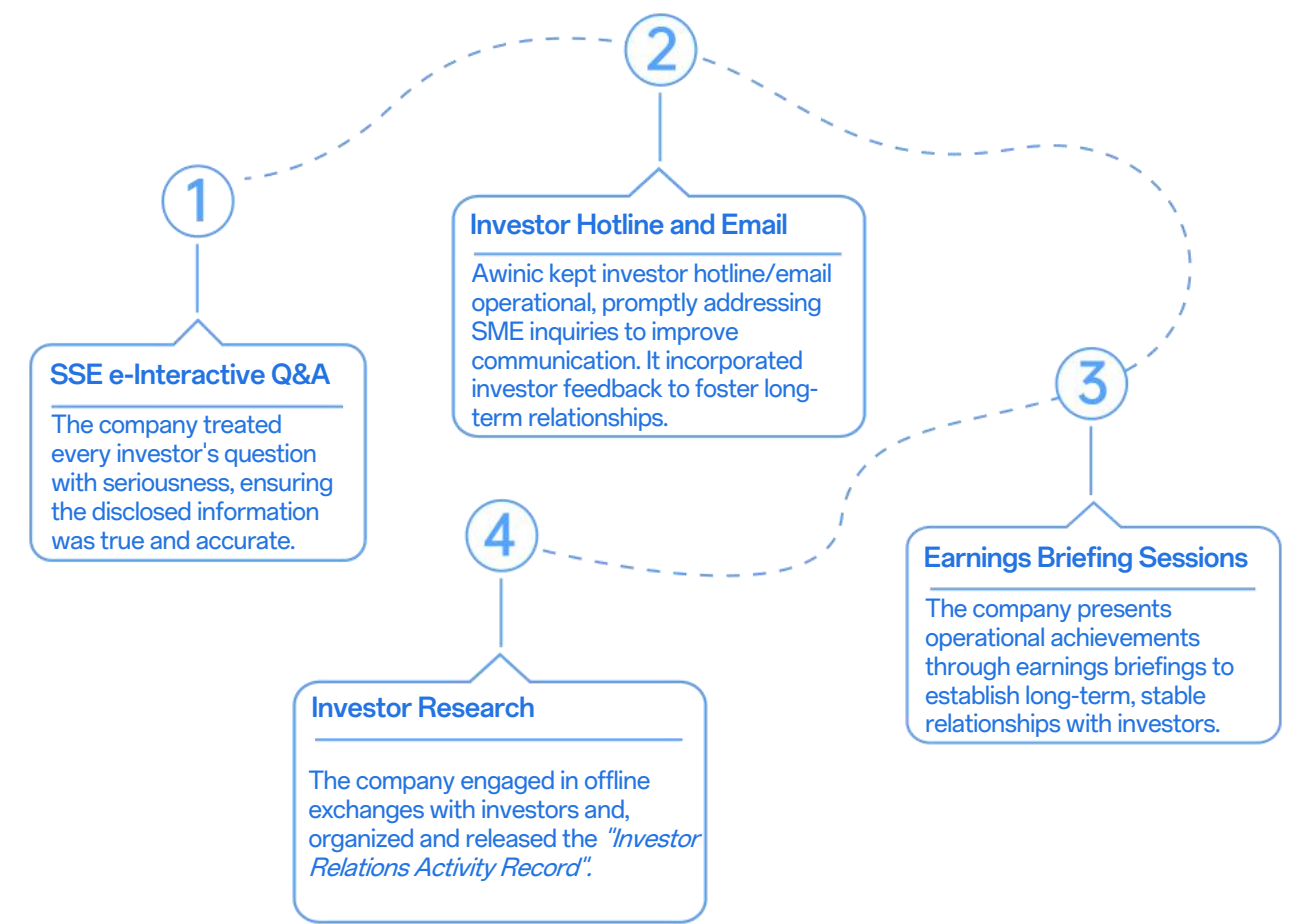 1
SSE e-Interactive Q&A
The company treated
every investor's question
with seriousness, ensuring
the disclosed information
was true and accurate.
2
Investor Hotline and Email
Awinic kept investor hotline/email
operational, promptly addressing
SME inquiries to improve
communication. It incorporated
investor feedback to foster long-
term relationships.
3
Earnings Briefing Sessions
The company presents
operational achievements
through earnings briefings to
establish long-term, stable
relationships with investors.
4
Investor Research
The company engaged in offline
exchanges with investors and,
organized and released the "Investor
Relations Activity Record".